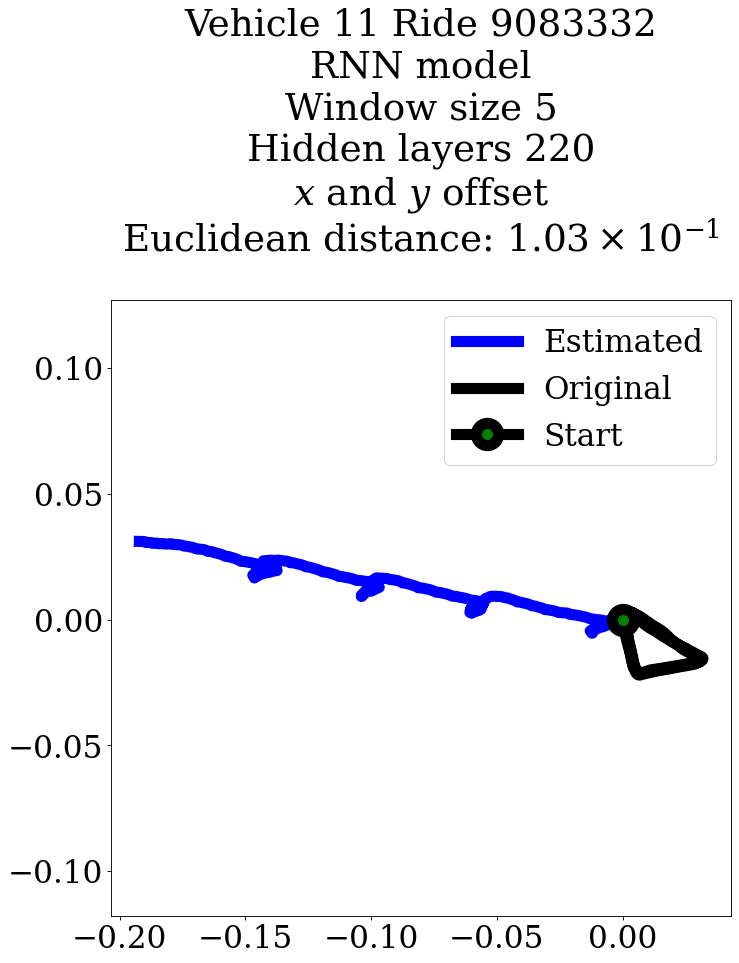 Vehicle 11 Ride 9083332
RNN model
Window size 5
Hidden layers 220
x and y offset
Euclidean distance: 1.03 × 10⁻¹
Estimated
Original
Start
0.10
0.05
0.00
−0.05
−0.10
−0.20 −0.15 −0.10 −0.05 0.00